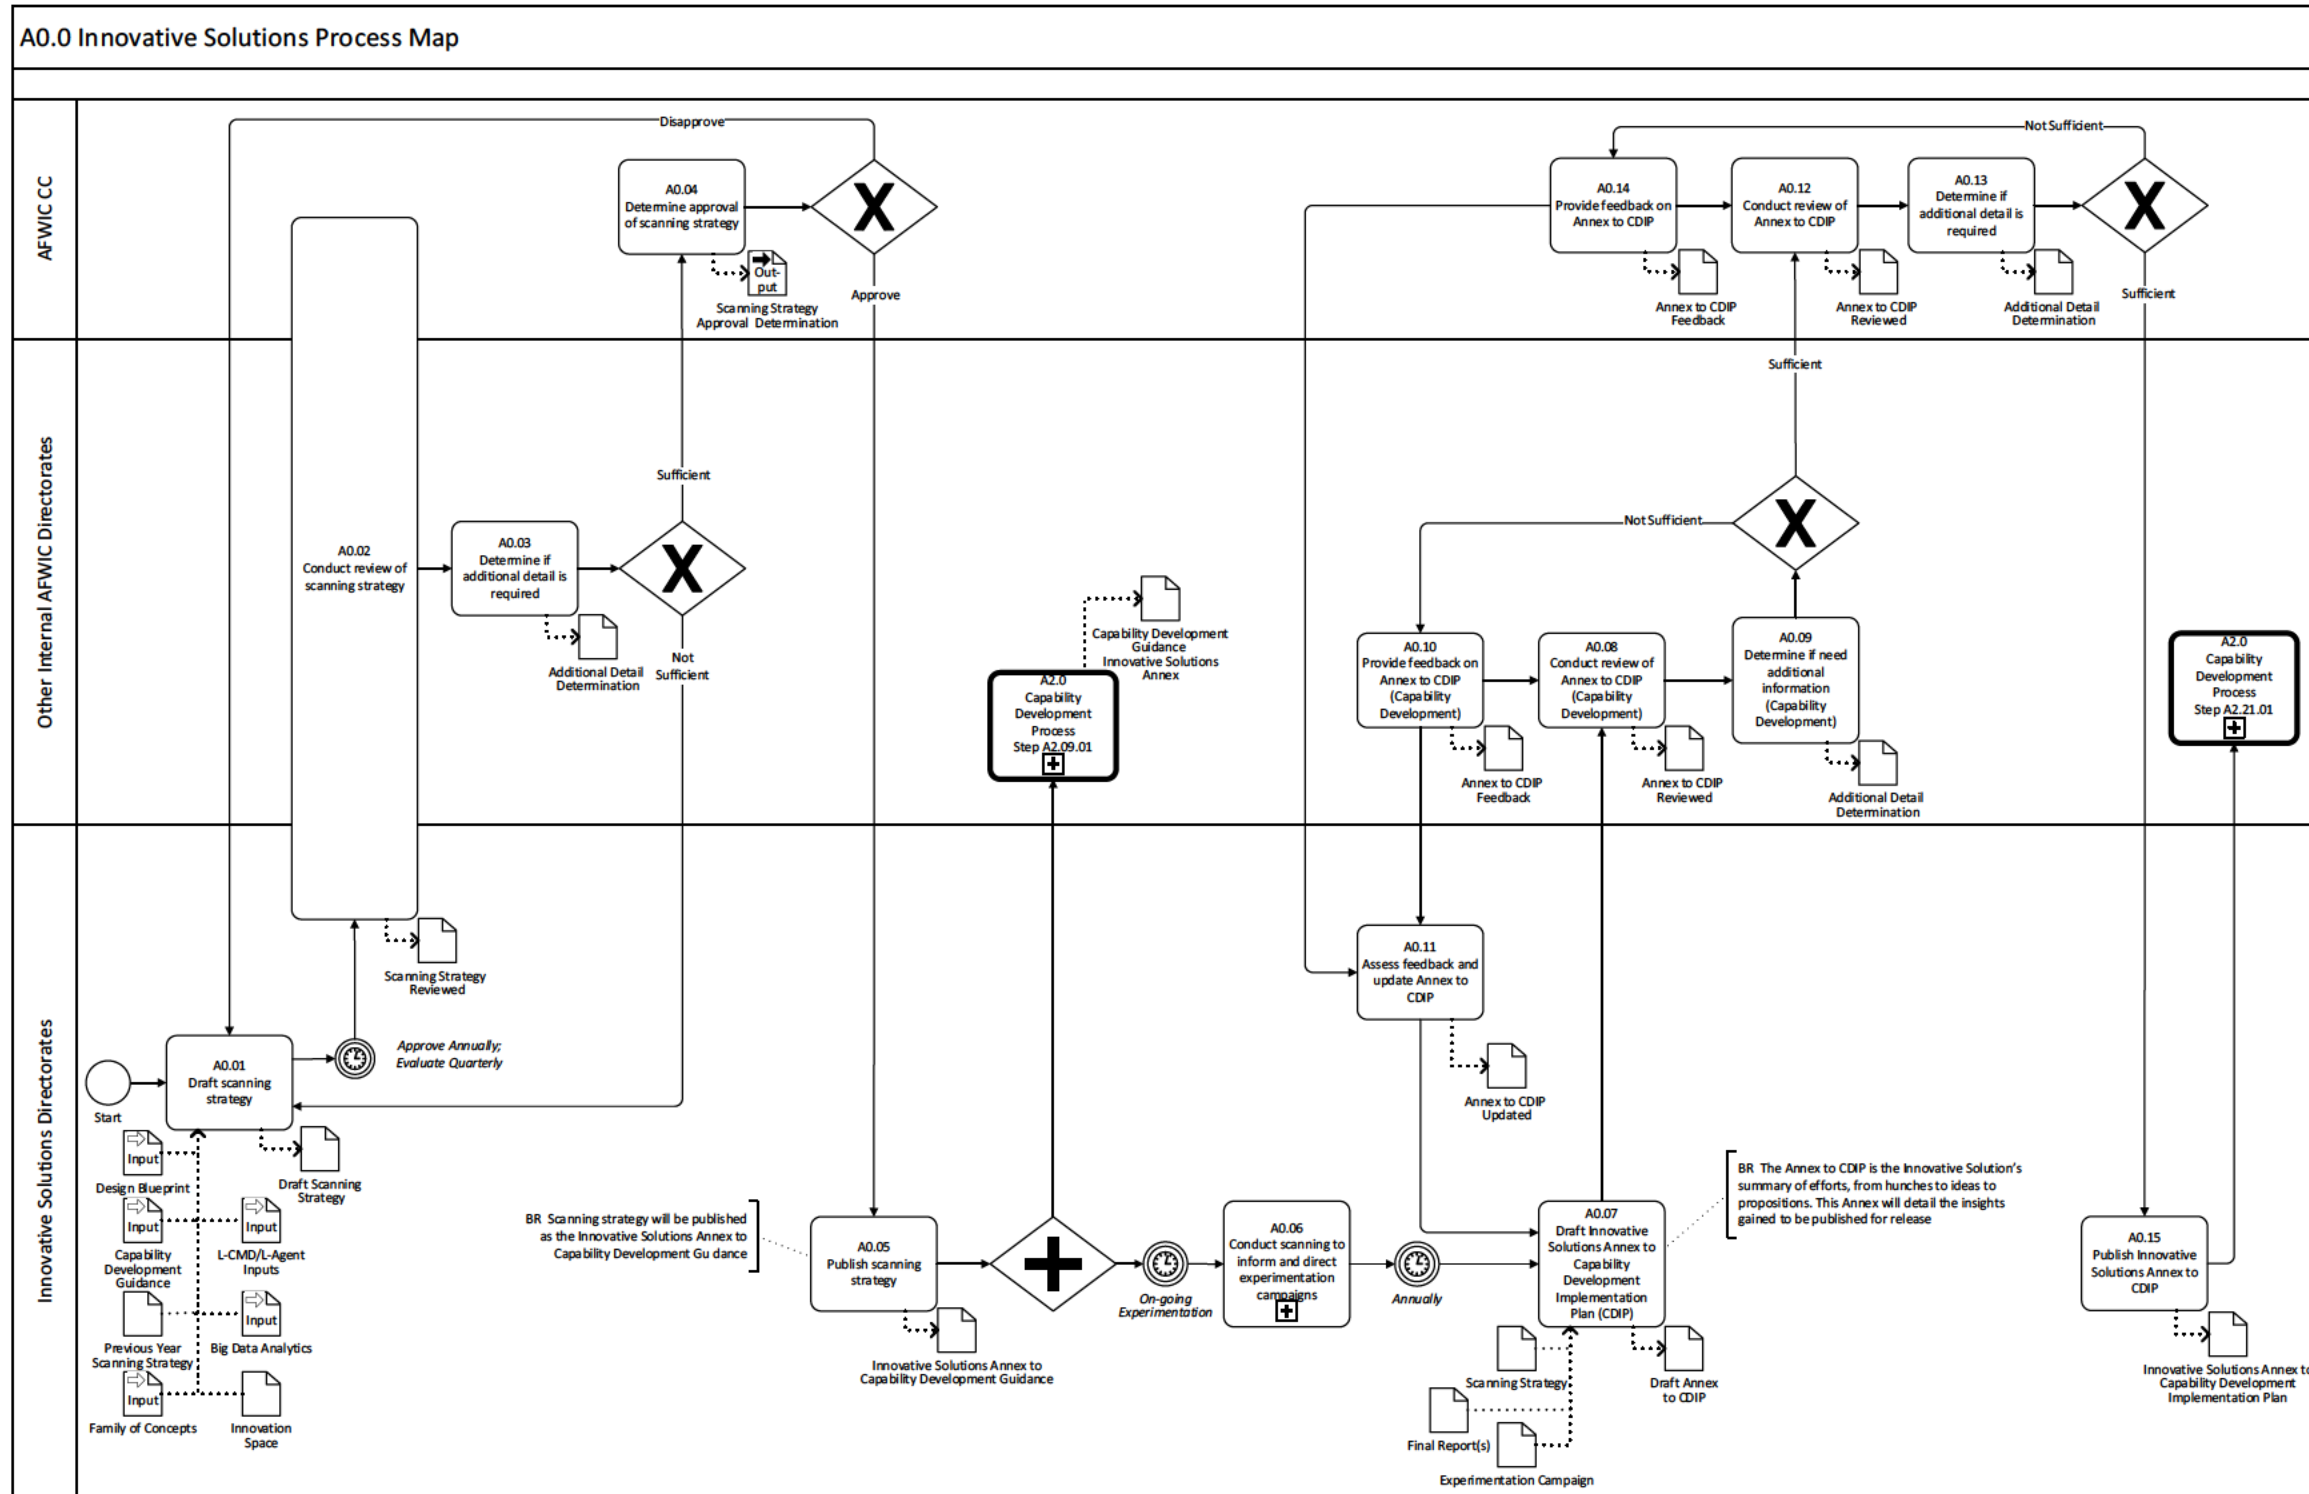 A0.0 Innovative Solutions Process Map
AFWIC CC
Disapprove
A0.04
Determine approval
of scanning strategy
X
Out-
put
Scanning Strategy
Approval Determination
Approve
Not Sufficient
A0.14
Provide feedback on
Annex to CDIP
Annex to CDIP
Feedback
A0.12
Conduct review of
Annex to CDIP
Annex to CDIP
Reviewed
A0.13
Determine if
additional detail is
required
Additional Detail
Determination
X
Sufficient
Other Internal AFWIC Directorates
A0.02
Conduct review of
scanning strategy
A0.03
Determine if
additional detail is
required
Additional Detail
Determination
Sufficient
X
Not
Sufficient
Capability Development
Guidance
Innovative Solutions
Annex
A2.0
Capability
Development
Process
Step A2.09.01
Sufficient
Not Sufficient
X
A0.10
Provide feedback on
Annex to CDIP
(Capability
Development)
Annex to CDIP
Feedback
A0.08
Conduct review of
Annex to CDIP
(Capability
Development)
Annex to CDIP
Reviewed
A0.09
Determine if need
additional
information
(Capability
Development)
Additional Detail
Determination
A2.0
Capability
Development
Process
Step A2.21.01
Innovative Solutions Directorates
Scanning Strategy
Reviewed
Start
A0.01
Draft scanning
strategy
Approve Annually;
Evaluate Quarterly
Draft Scanning
Strategy
Input
Design Blueprint
Input
Capability
Development
Guidance
Input
L-CMD/L-Agent
Inputs
Previous Year
Scanning Strategy
Input
Big Data Analytics
Input
Family of Concepts
Innovation
Space
BR Scanning strategy will be published
as the Innovative Solutions Annex to
Capability Development Gu dance
A0.05
Publish scanning
strategy
Innovative Solutions Annex to
Capability Development Guidance
On-going
Experimentation
A0.06
Conduct scanning to
inform and direct
experimentation
campaigns
Annually
A0.11
Assess feedback and
update Annex to
CDIP
Annex to CDIP
Updated
A0.07
Draft Innovative
Solutions Annex to
Capability
Development
Implementation
Plan (CDIP)
Scanning Strategy
Final Report(s)
Experimentation Campaign
Draft Annex
to CDIP
BR The Annex to CDIP is the Innovative Solution's
summary of efforts, from hunches to ideas to
propositions. This Annex will detail the insights
gained to be published for release
A0.15
Publish Innovative
Solutions Annex to
CDIP
Innovative Solutions Annex to
Capability Development
Implementation Plan